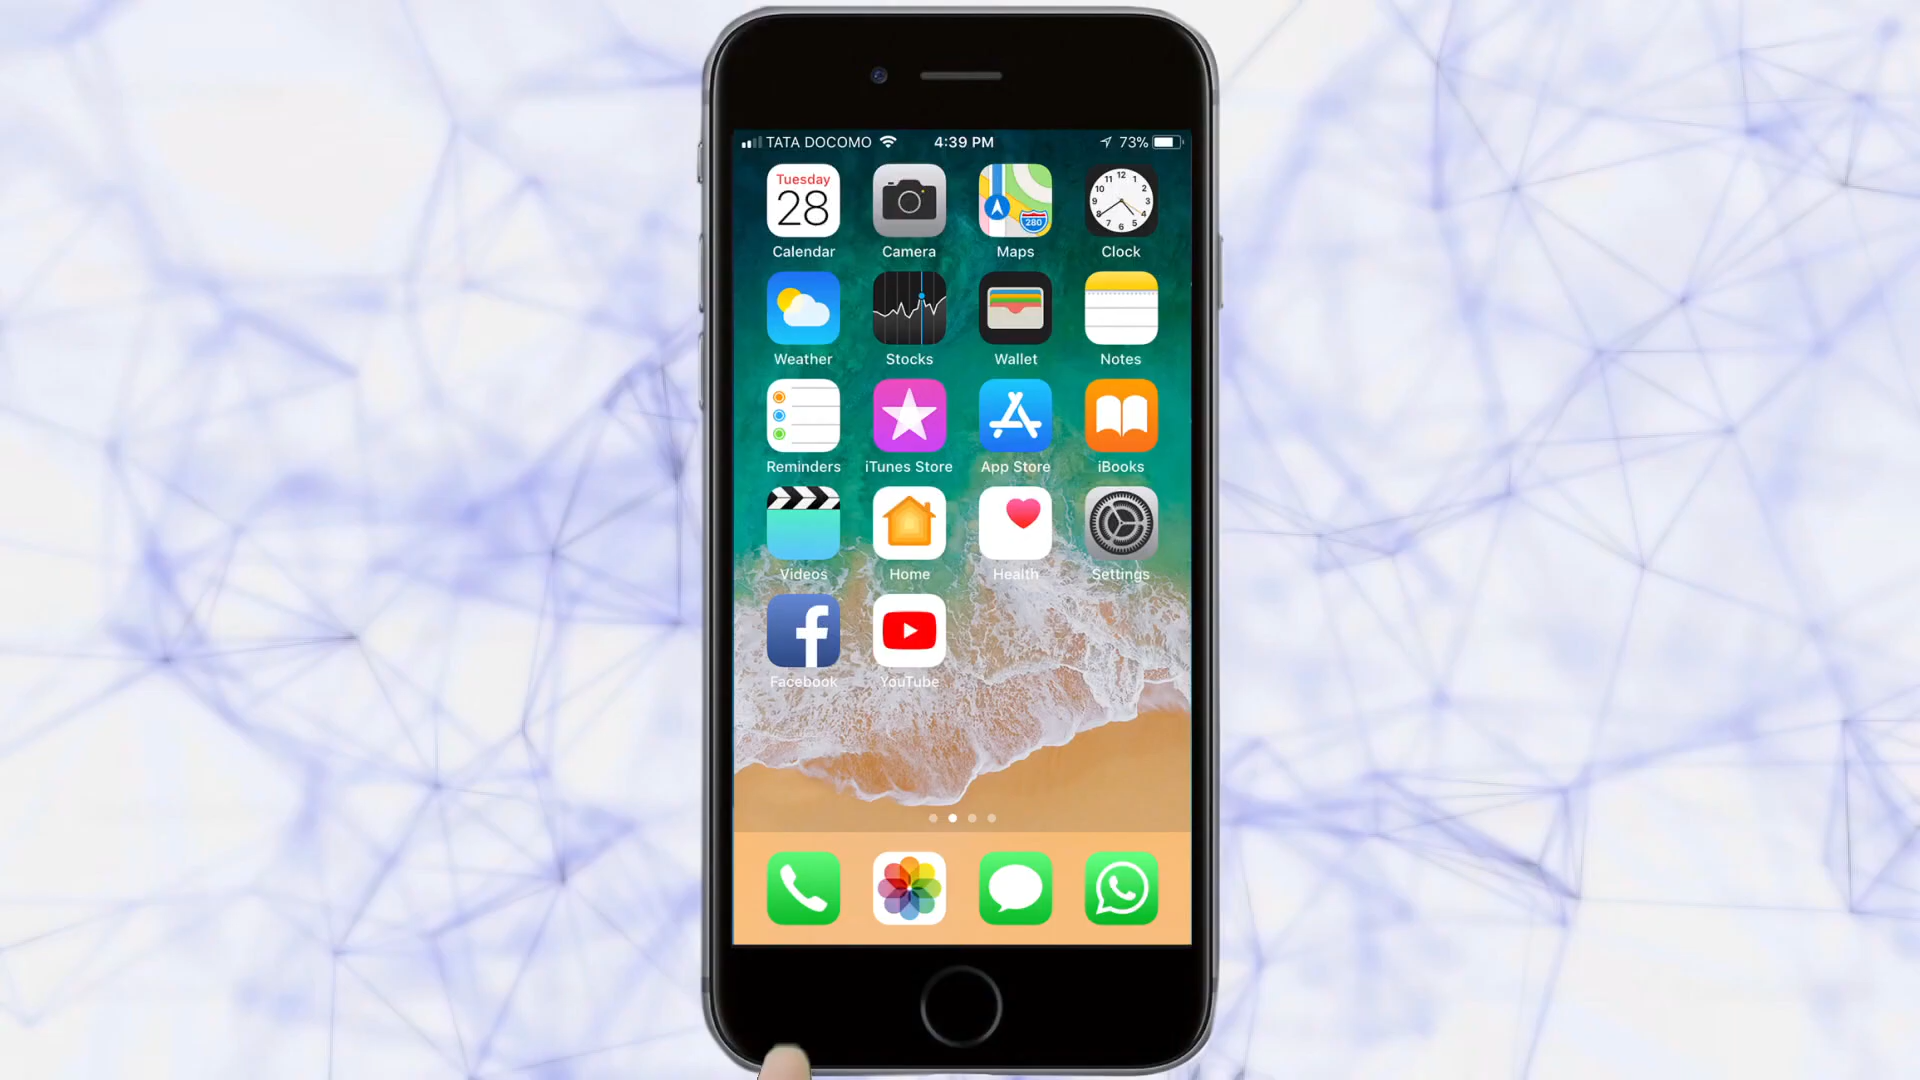 TATA DOCOMO 4:39 PM 73%
Tuesday
28
280
Calendar Camera Maps Clock
Weather Stocks Wallet Notes
Reminders iTunes Store App Store iBooks
Videos Home Health Settings
Facebook YouTube